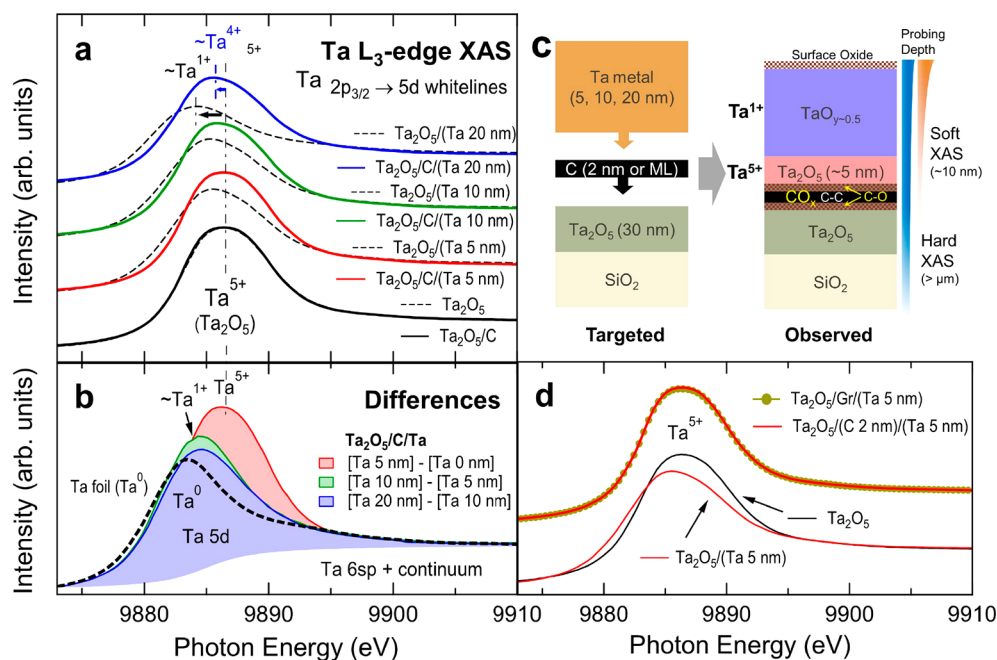 a
Ta L₃-edge XAS
Ta 2p₃/₂ → 5d whitelines
~Ta⁴⁺
5+
~Ta¹⁺
Ta₂O₅/(Ta 20 nm)
Ta₂O₅/C/(Ta 20 nm)
Ta₂O₅/(Ta 10 nm)
Ta₂O₅/C/(Ta 10 nm)
Ta₂O₅/(Ta 5 nm)
Ta₂O₅/C/(Ta 5 nm)
Ta₂O₅
Ta₂O₅/C
Ta⁵⁺
(Ta₂O₅)
Intensity (arb. units)
b
Differences
~Ta¹⁺
Ta⁵⁺
Ta₂O₅/C/Ta
[Ta 5 nm] - [Ta 0 nm]
[Ta 10 nm] - [Ta 5 nm]
[Ta 20 nm] - [Ta 10 nm]
Ta foil (Ta⁰)
Ta⁰
Ta 5d
Ta 6sp + continuum
Intensity (arb. units)
9880 9890 9900 9910
Photon Energy (eV)
c
Ta metal
(5, 10, 20 nm)
C (2 nm or ML)
Ta₂O₅ (30 nm)
SiO₂
Targeted
Surface Oxide
Probing
Depth
Ta¹⁺
TaOy~0.5
Ta⁵⁺
Ta₂O₅ (~5 nm)
COₓ C-C C-O
Ta₂O₅
SiO₂
Observed
Soft
XAS
(~10 nm)
Hard
XAS
(> μm)
d
Ta₂O₅/Gr/(Ta 5 nm)
Ta₂O₅/(C 2 nm)/(Ta 5 nm)
Ta⁵⁺
Ta₂O₅
Ta₂O₅/(Ta 5 nm)
Intensity (arb. units)
9880 9890 9900 9910
Photon Energy (eV)